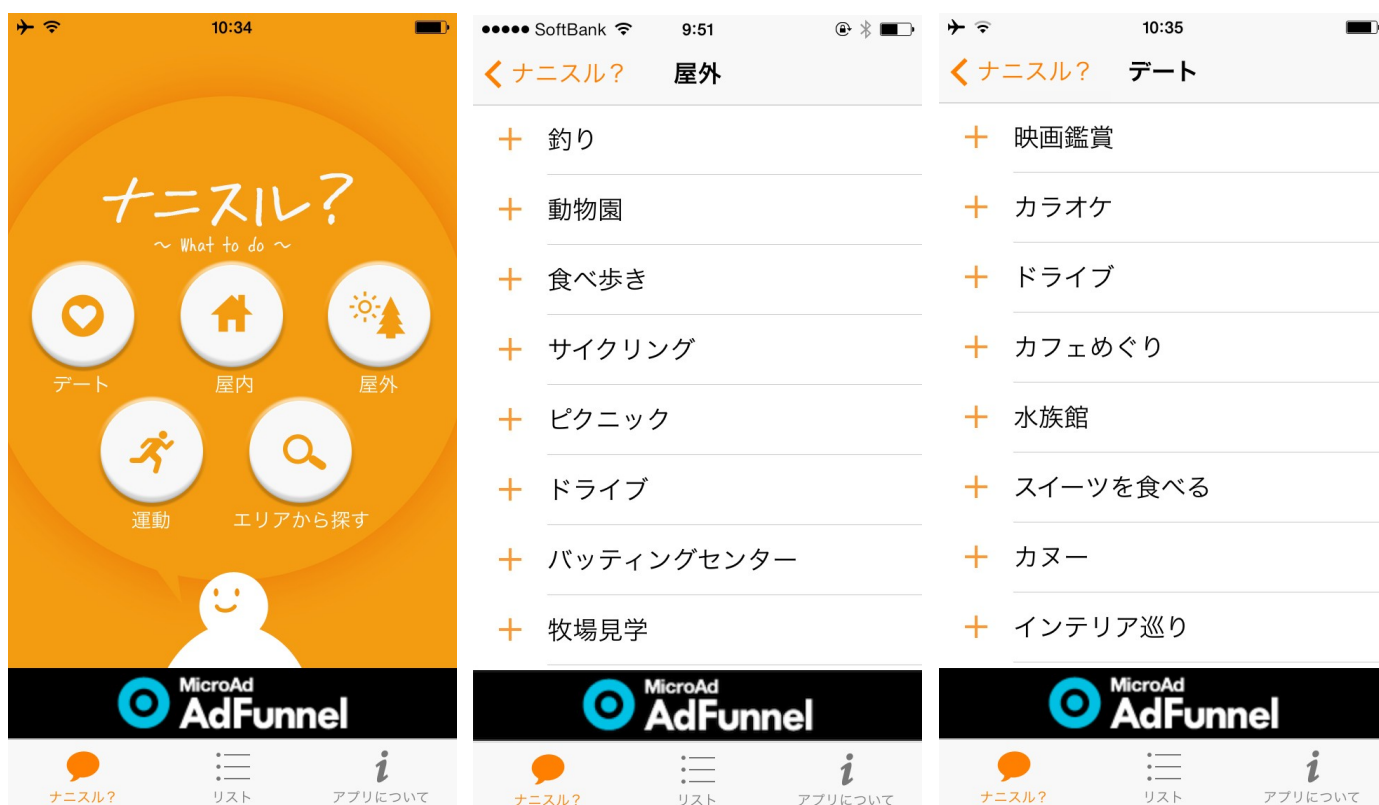 10:34
ナニスル?
～ What to do ～
デート
屋内
屋外
運動
エリアから探す
MicroAd
AdFunnel
ナニスル?
リスト
アプリについて
SoftBank
9:51
ナニスル?
屋外
釣り
動物園
食べ歩き
サイクリング
ピクニック
ドライブ
バッティングセンター
牧場見学
MicroAd
AdFunnel
ナニスル?
リスト
アプリについて
10:35
ナニスル?
デート
映画鑑賞
カラオケ
ドライブ
カフェめぐり
水族館
スイーツを食べる
カヌー
インテリア巡り
MicroAd
AdFunnel
ナニスル?
リスト
アプリについて